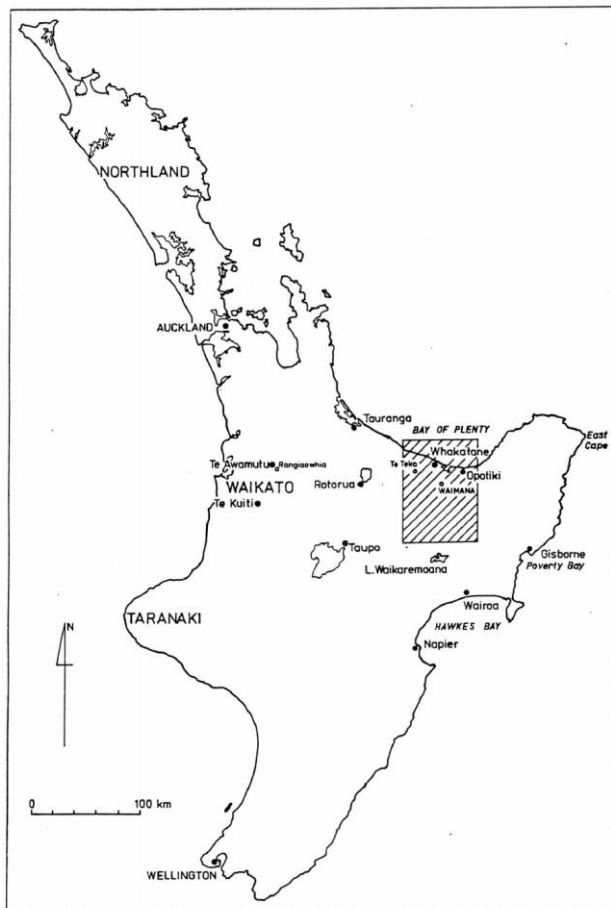 NORTHLAND
AUCKLAND
Tauranga
BAY OF PLENTY
East
Cape
Whakatane
Te Teko
Opotiki
Te Awamutu
Rangiaowhia
WAIKATO
Rotorua
WAIMANA
Te Kuiti
Taupo
Gisborne
L. Waikaremoana
Poverty Bay
Wairoa
TARANAKI
HAWKES BAY
N
Napier
0 100 km
WELLINGTON